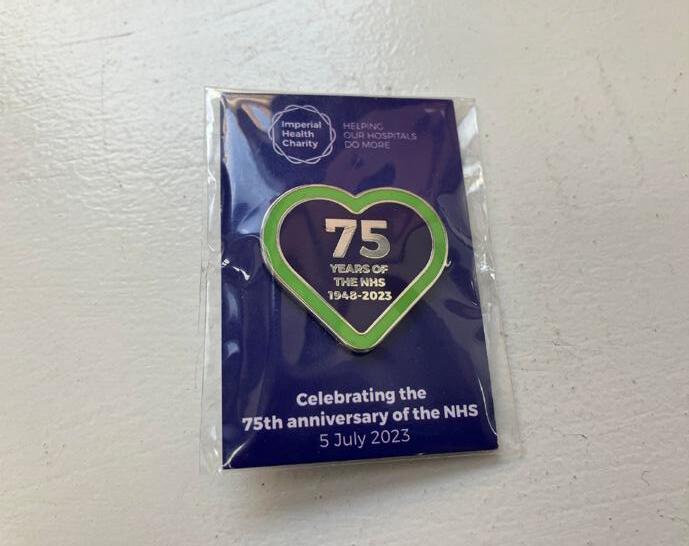 Imperial
Health
Charity
HELPING
OUR HOSPITALS
DO MORE
75
YEARS OF
THE NHS
1948-2023
Celebrating the
75th anniversary of the NHS
5 July 2023